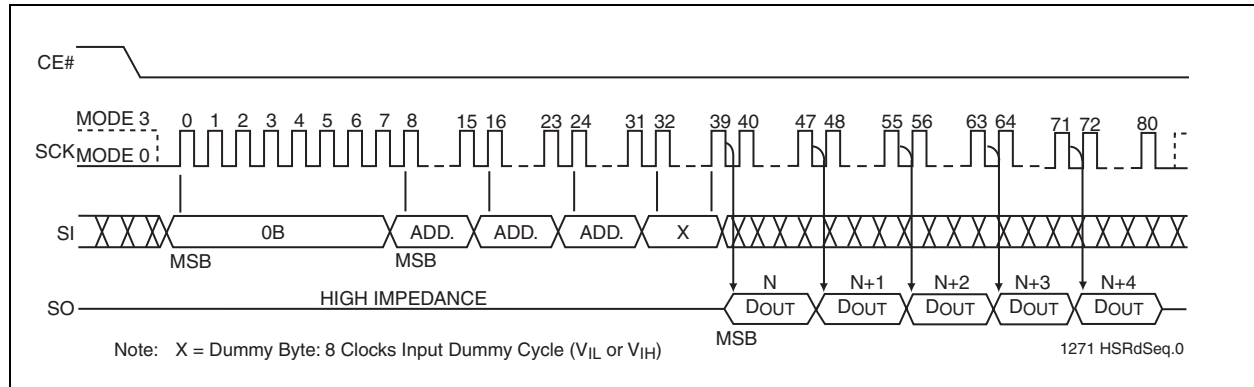 CE#
MODE 3
SCK MODE 0
0 1 2 3 4 5 6 7 8 15 16 23 24 31 32 39 40 47 48 55 56 63 64 71 72 80
SI
0B ADD. ADD. ADD. X
MSB MSB
N N+1 N+2 N+3 N+4
SO HIGH IMPEDANCE DOUT DOUT DOUT DOUT DOUT
MSB
Note: X = Dummy Byte: 8 Clocks Input Dummy Cycle (VIL or VIH)
1271 HSRdSeq.0